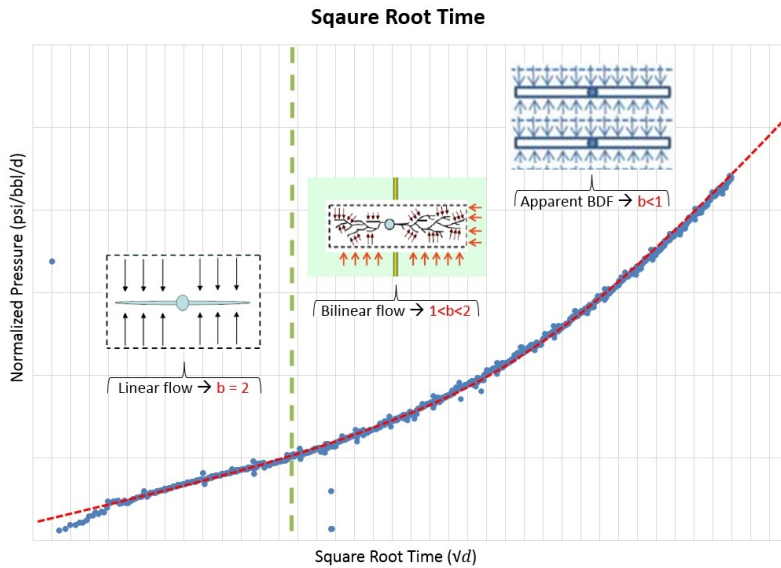 Sqaure Root Time
Normalized Pressure (psi/bbl/d)
Apparent BDF → b<1
Bilinear flow → 1<b<2
Linear flow → b = 2
Square Root Time (√d)